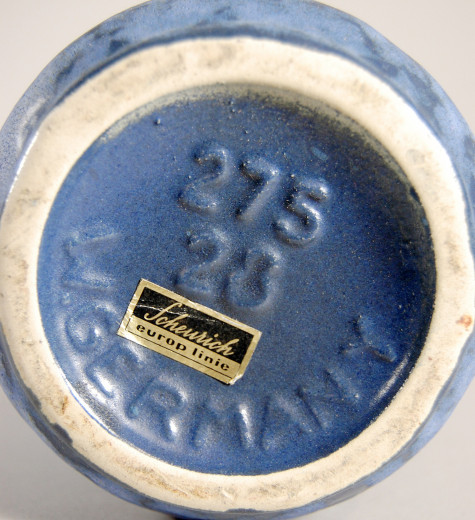 275
28
W. GERMANY
Scheurich
europ linie